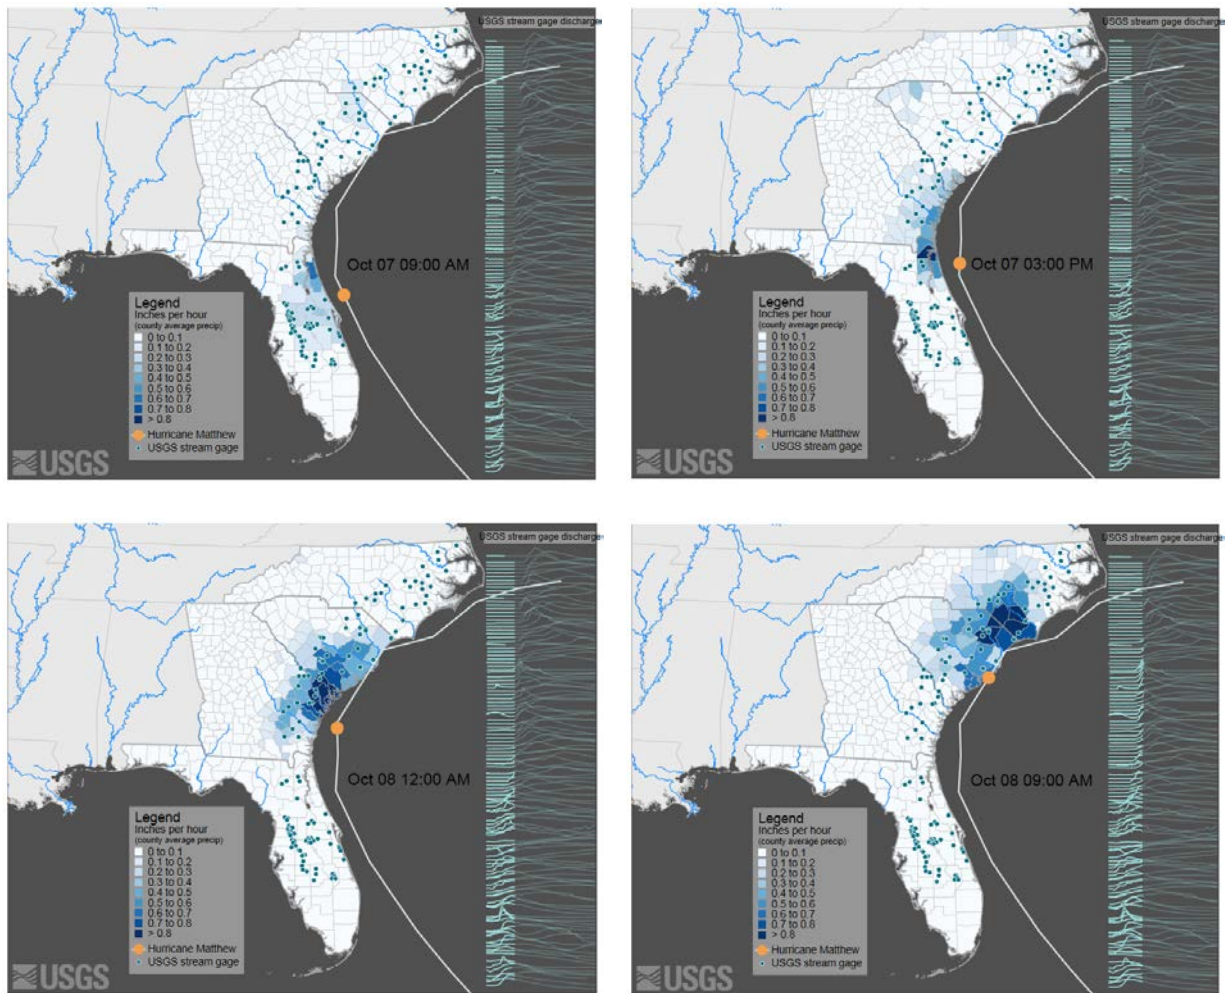 USGS stream gage discharge
Oct 07 09:00 AM
Legend
Inches per hour
(county average precip)
0 to 0.1
0.1 to 0.2
0.2 to 0.3
0.3 to 0.4
0.4 to 0.5
0.5 to 0.6
0.6 to 0.7
0.7 to 0.8
> 0.8
Hurricane Matthew
USGS stream gage
USGS
USGS stream gage discharge
Oct 07 03:00 PM
Legend
Inches per hour
(county average precip)
0 to 0.1
0.1 to 0.2
0.2 to 0.3
0.3 to 0.4
0.4 to 0.5
0.5 to 0.6
0.6 to 0.7
0.7 to 0.8
> 0.8
Hurricane Matthew
USGS stream gage
USGS
USGS stream gage discharge
Oct 08 12:00 AM
Legend
Inches per hour
(county average precip)
0 to 0.1
0.1 to 0.2
0.2 to 0.3
0.3 to 0.4
0.4 to 0.5
0.5 to 0.6
0.6 to 0.7
0.7 to 0.8
> 0.8
Hurricane Matthew
USGS stream gage
USGS
USGS stream gage discharge
Oct 08 09:00 AM
Legend
Inches per hour
(county average precip)
0 to 0.1
0.1 to 0.2
0.2 to 0.3
0.3 to 0.4
0.4 to 0.5
0.5 to 0.6
0.6 to 0.7
0.7 to 0.8
> 0.8
Hurricane Matthew
USGS stream gage
USGS